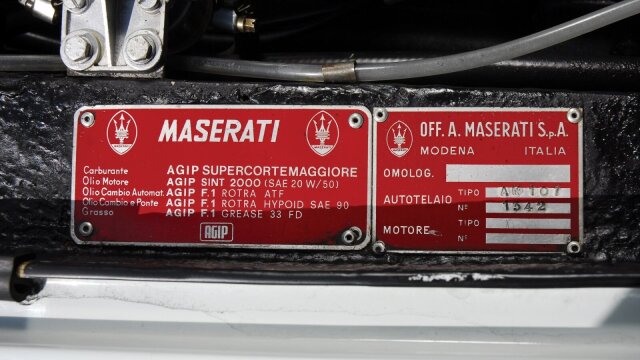 MASERATI
Carburante AGIP SUPERCORTEMAGGIORE
Olio Motore AGIP SINT 2000 (SAE 20 W/50)
Olio Cambio Automat. AGIP F.1 ROTRA ATF
Olio Cambio e Ponte AGIP F.1 ROTRA HYPOID SAE 90
Grasso AGIP F.1 GREASE 33 FD
AGIP
OFF. A. MASERATI S.p.A.
MODENA ITALIA
OMOLOG.
AUTOTELAIO TIPO AM107
N° 1542
MOTORE TIPO
N°